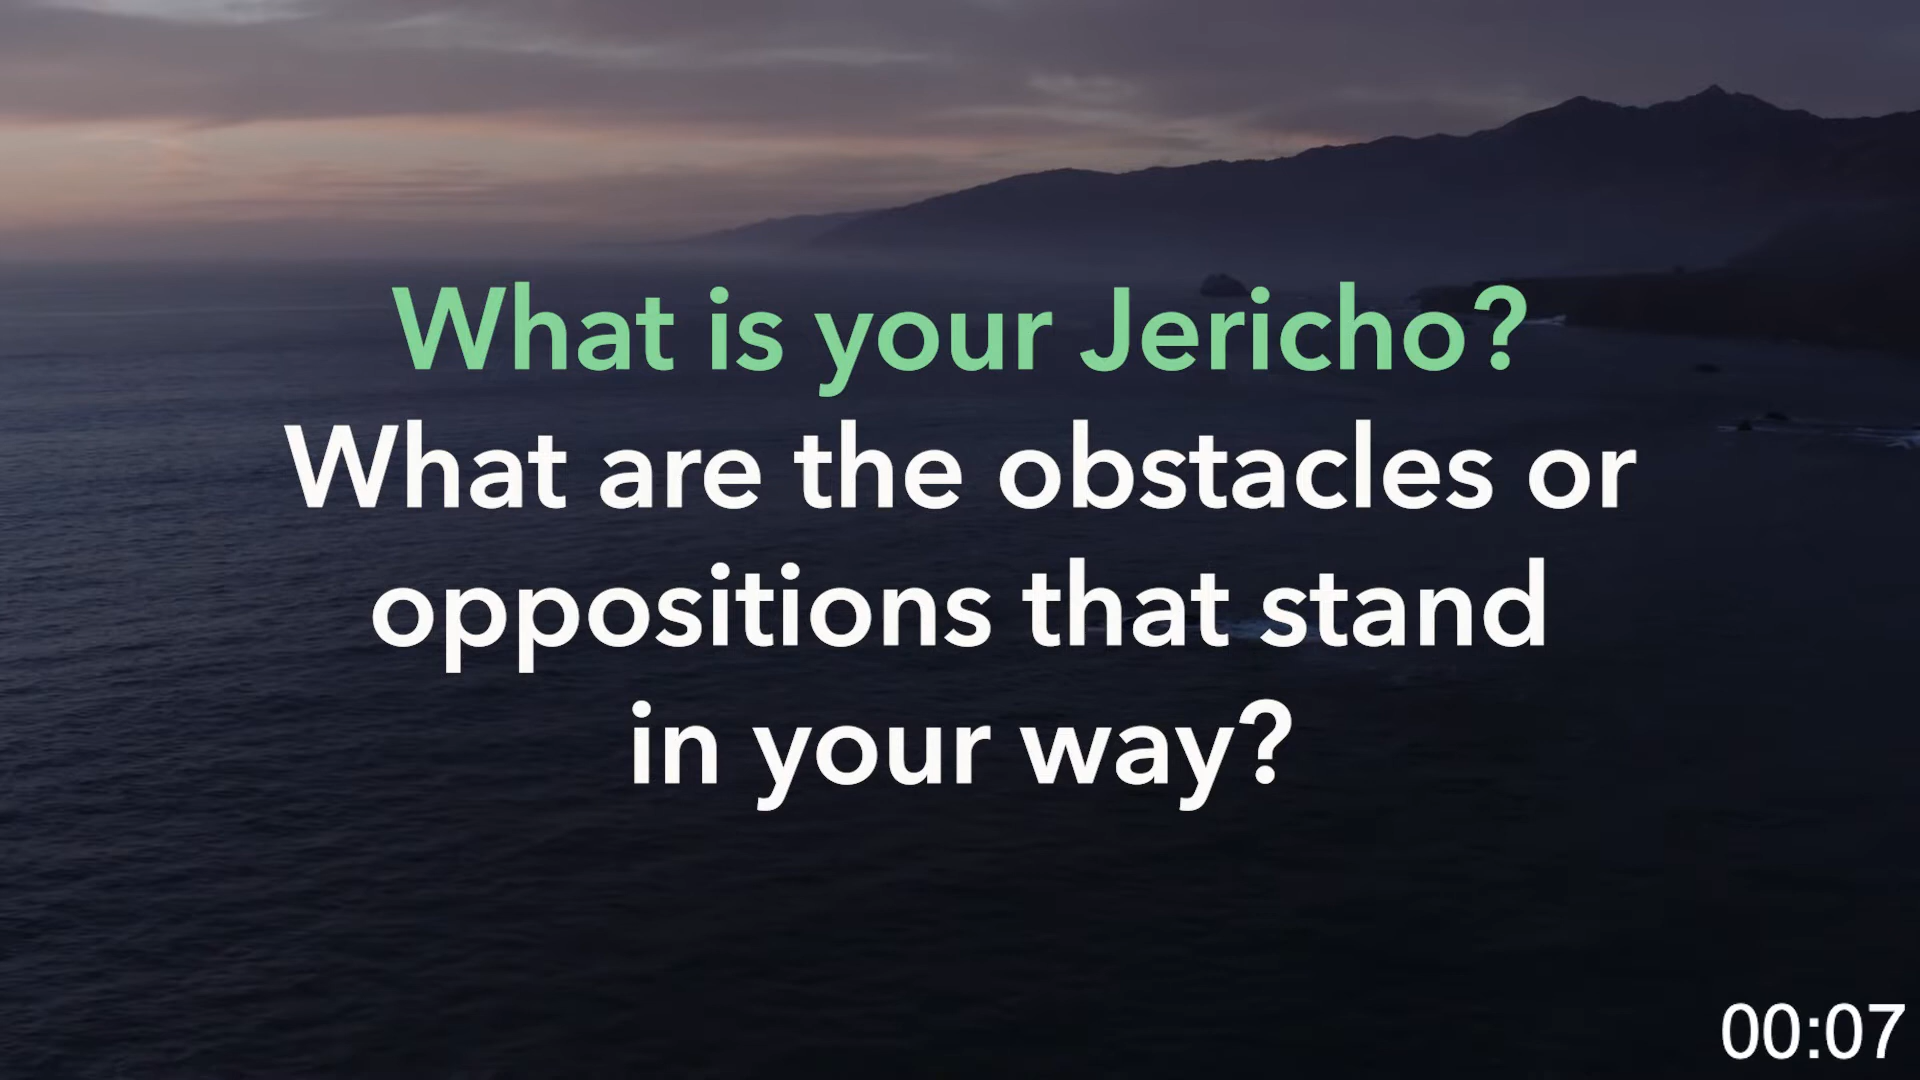 What is your Jericho?
What are the obstacles or
oppositions that stand
in your way?
00:07